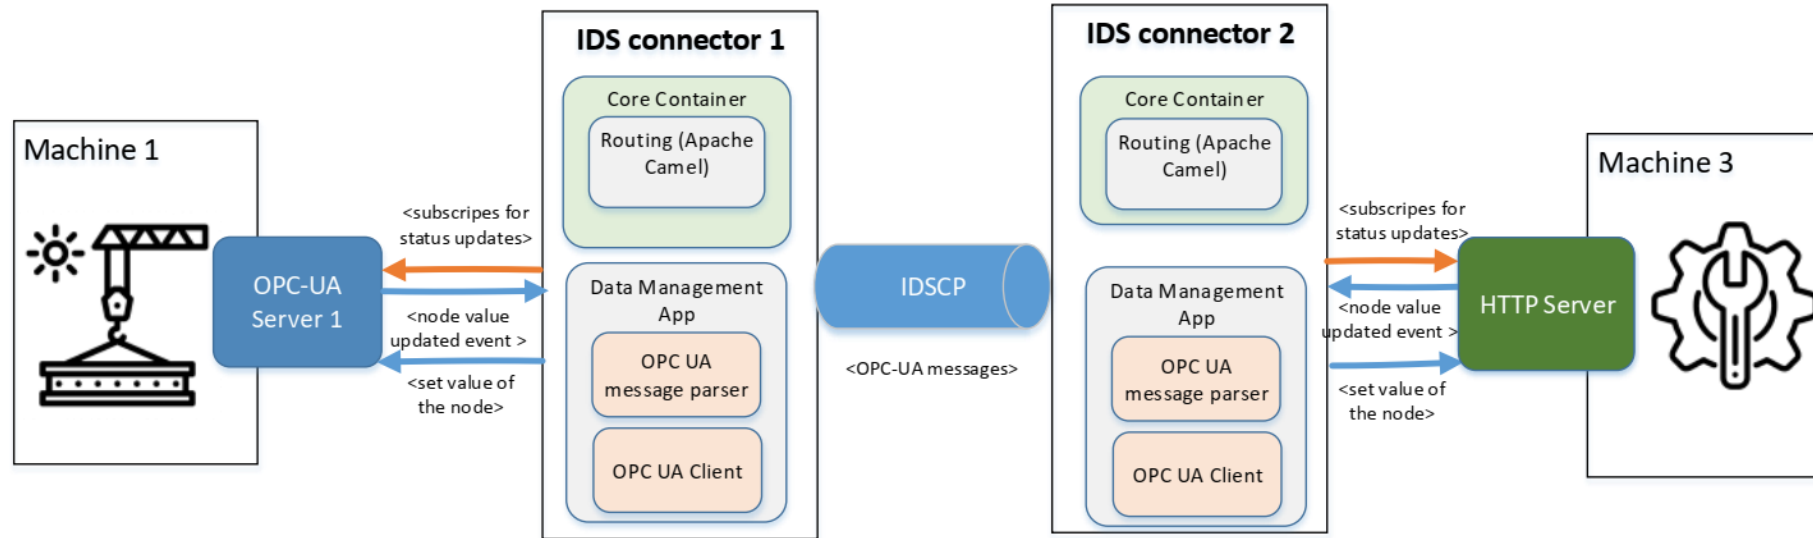 Machine 1
OPC-UA
Server 1
<subscripes for
status updates>
<node value
updated event >
<set value of
the node>
IDS connector 1
Core Container
Routing (Apache
Camel)
Data Management
App
OPC UA
message parser
OPC UA Client
IDSCP
<OPC-UA messages>
IDS connector 2
Core Container
Routing (Apache
Camel)
Data Management
App
OPC UA
message parser
OPC UA Client
<subscripes for
status updates>
<node value
updated event >
<set value of
the node>
HTTP Server
Machine 3